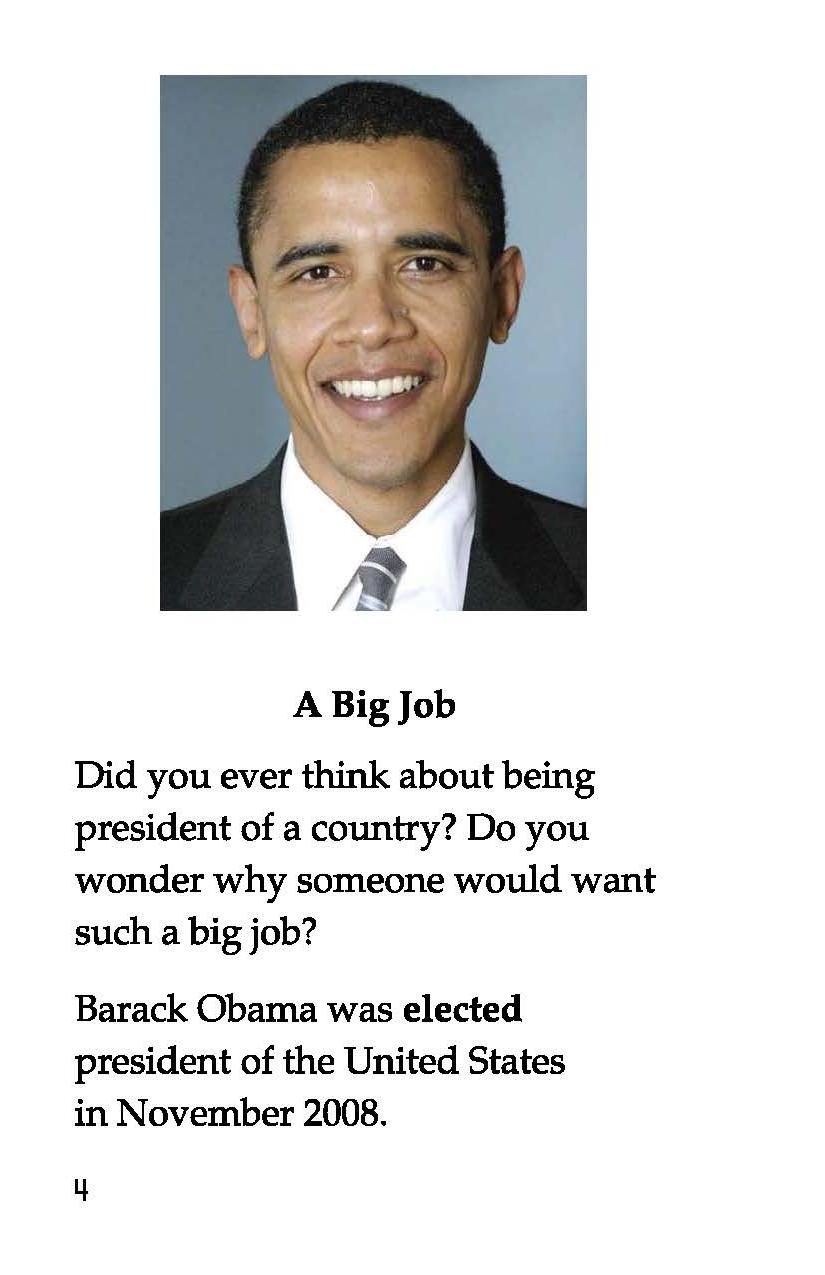 A Big Job
Did you ever think about being
president of a country? Do you
wonder why someone would want
such a big job?
Barack Obama was elected
president of the United States
in November 2008.
4